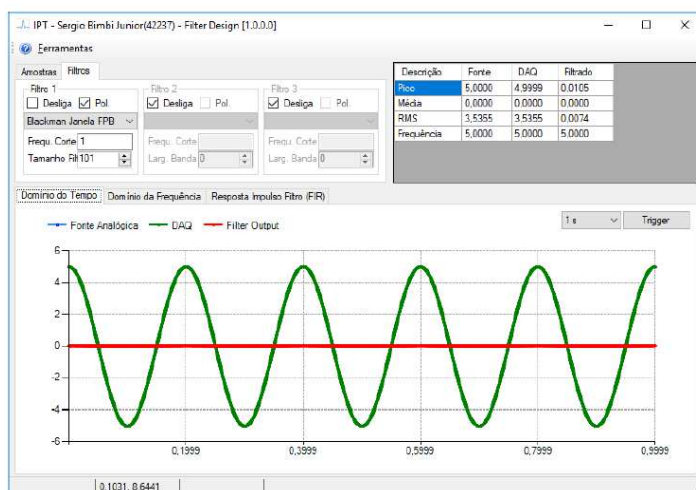 IPT - Sergio Bimbi Junior(42237) - Filter Design [1.0.0.0]
Ferramentas
Amostras Filtros
Filtro 1 Filtro 2 Filtro 3
Desliga Pol. Desliga Pol. Desliga Pol.
Blackman Janela FPB
Frequ. Corte 1 Frequ. Corte Frequ. Corte
Tamanho Filt 101 Larg. Banda 0 Larg. Banda 0
Descrição Fonte DAQ Filtrado
Pico 5,0000 4,9999 0,0105
Média 0,0000 0,0000 0,0000
RMS 3,5355 3,5355 0,0074
Frequência 5,0000 5,0000 5,0000
Domínio do Tempo Domínio da Frequência Resposta Impulso Filtro (FIR)
Fonte Analógica DAQ Filter Output
1 s Trigger
6
4
2
0
-2
-4
-6
0,1999 0,3999 0,5999 0,7999 0,9999
0,1031, 8,6441